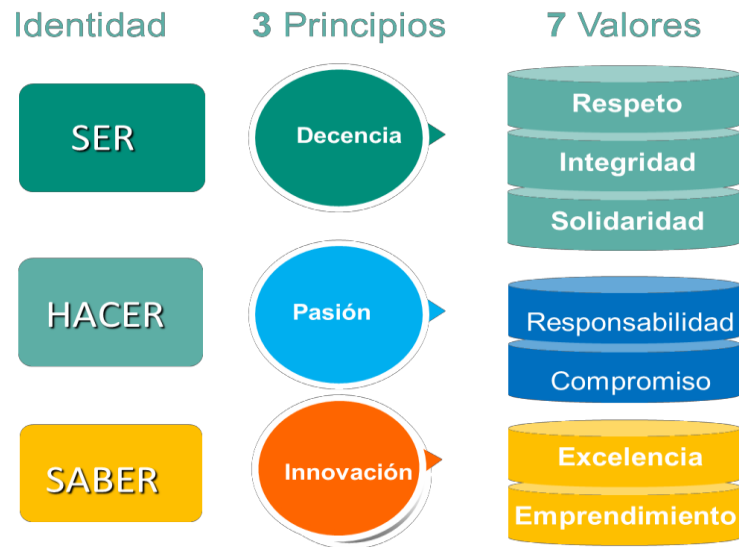 Identidad
3 Principios
7 Valores
SER
Decencia
Respeto
Integridad
Solidaridad
HACER
Pasión
Responsabilidad
Compromiso
SABER
Innovación
Excelencia
Emprendimiento